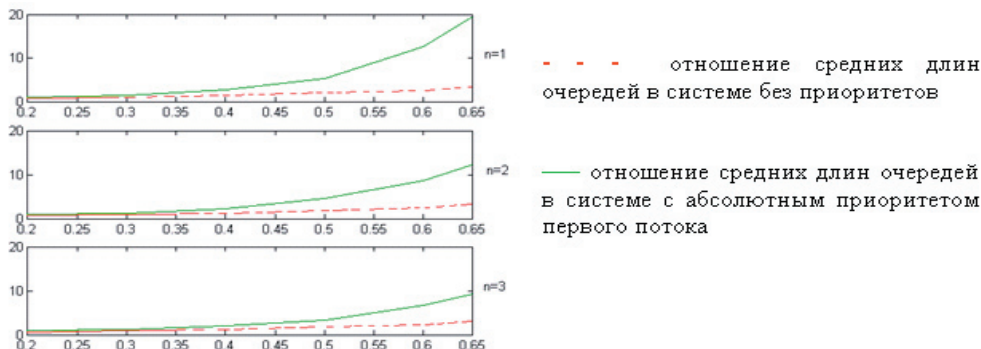 20
10
0
0.2 0.25 0.3 0.35 0.4 0.45 0.5 0.55 0.6 0.65
n=1
20
10
0
0.2 0.25 0.3 0.35 0.4 0.45 0.5 0.55 0.6 0.65
n=2
20
10
0
0.2 0.25 0.3 0.35 0.4 0.45 0.5 0.55 0.6 0.65
n=3
отношение средних длин
очередей в системе без приоритетов
отношение средних длин очередей
в системе с абсолютным приоритетом
первого потока